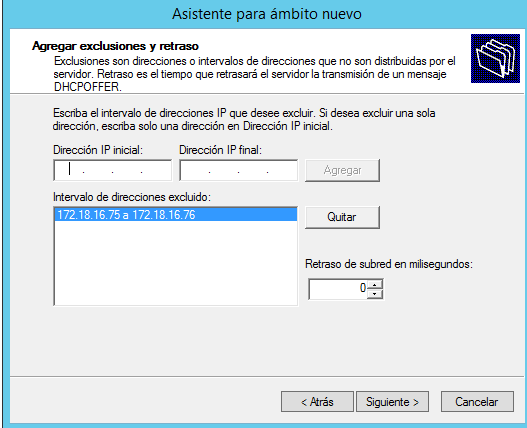 Asistente para ámbito nuevo
Agregar exclusiones y retraso
Exclusiones son direcciones o intervalos de direcciones que no son distribuidas por el
servidor. Retraso es el tiempo que retrasará el servidor la transmisión de un mensaje
DHCPOFFER.
Escriba el intervalo de direcciones IP que desee excluir. Si desea excluir una sola
dirección, escriba solo una dirección en Dirección IP inicial.
Dirección IP inicial: Dirección IP final:
. . . . . . Agregar
Intervalo de direcciones excluido:
172.18.16.75 a 172.18.16.76 Quitar
Retraso de subred en milisegundos:
0
< Atrás Siguiente > Cancelar